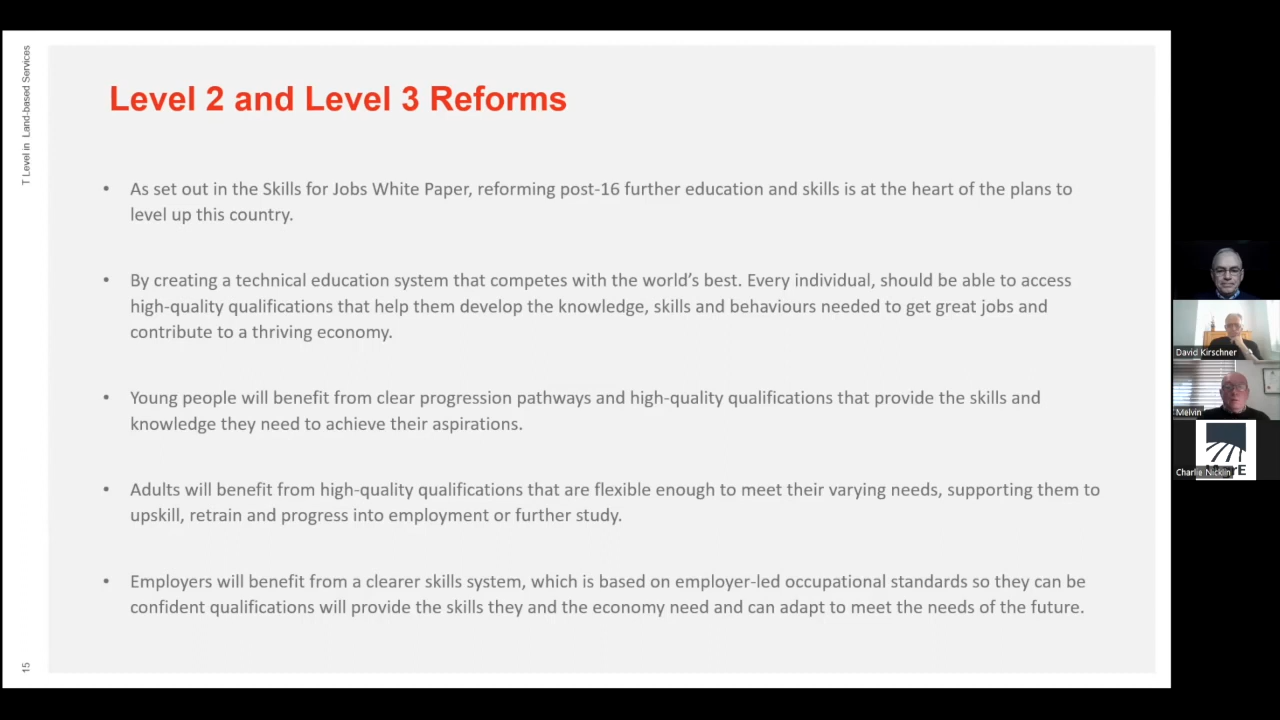 T Level in Land-based Services
Level 2 and Level 3 Reforms
• As set out in the Skills for Jobs White Paper, reforming post-16 further education and skills is at the heart of the plans to
level up this country.
• By creating a technical education system that competes with the world’s best. Every individual, should be able to access
high-quality qualifications that help them develop the knowledge, skills and behaviours needed to get great jobs and
contribute to a thriving economy.
• Young people will benefit from clear progression pathways and high-quality qualifications that provide the skills and
knowledge they need to achieve their aspirations.
• Adults will benefit from high-quality qualifications that are flexible enough to meet their varying needs, supporting them to
upskill, retrain and progress into employment or further study.
• Employers will benefit from a clearer skills system, which is based on employer-led occupational standards so they can be
confident qualifications will provide the skills they and the economy need and can adapt to meet the needs of the future.
15
David Kirschner
Melvin
Charlie Nicklin